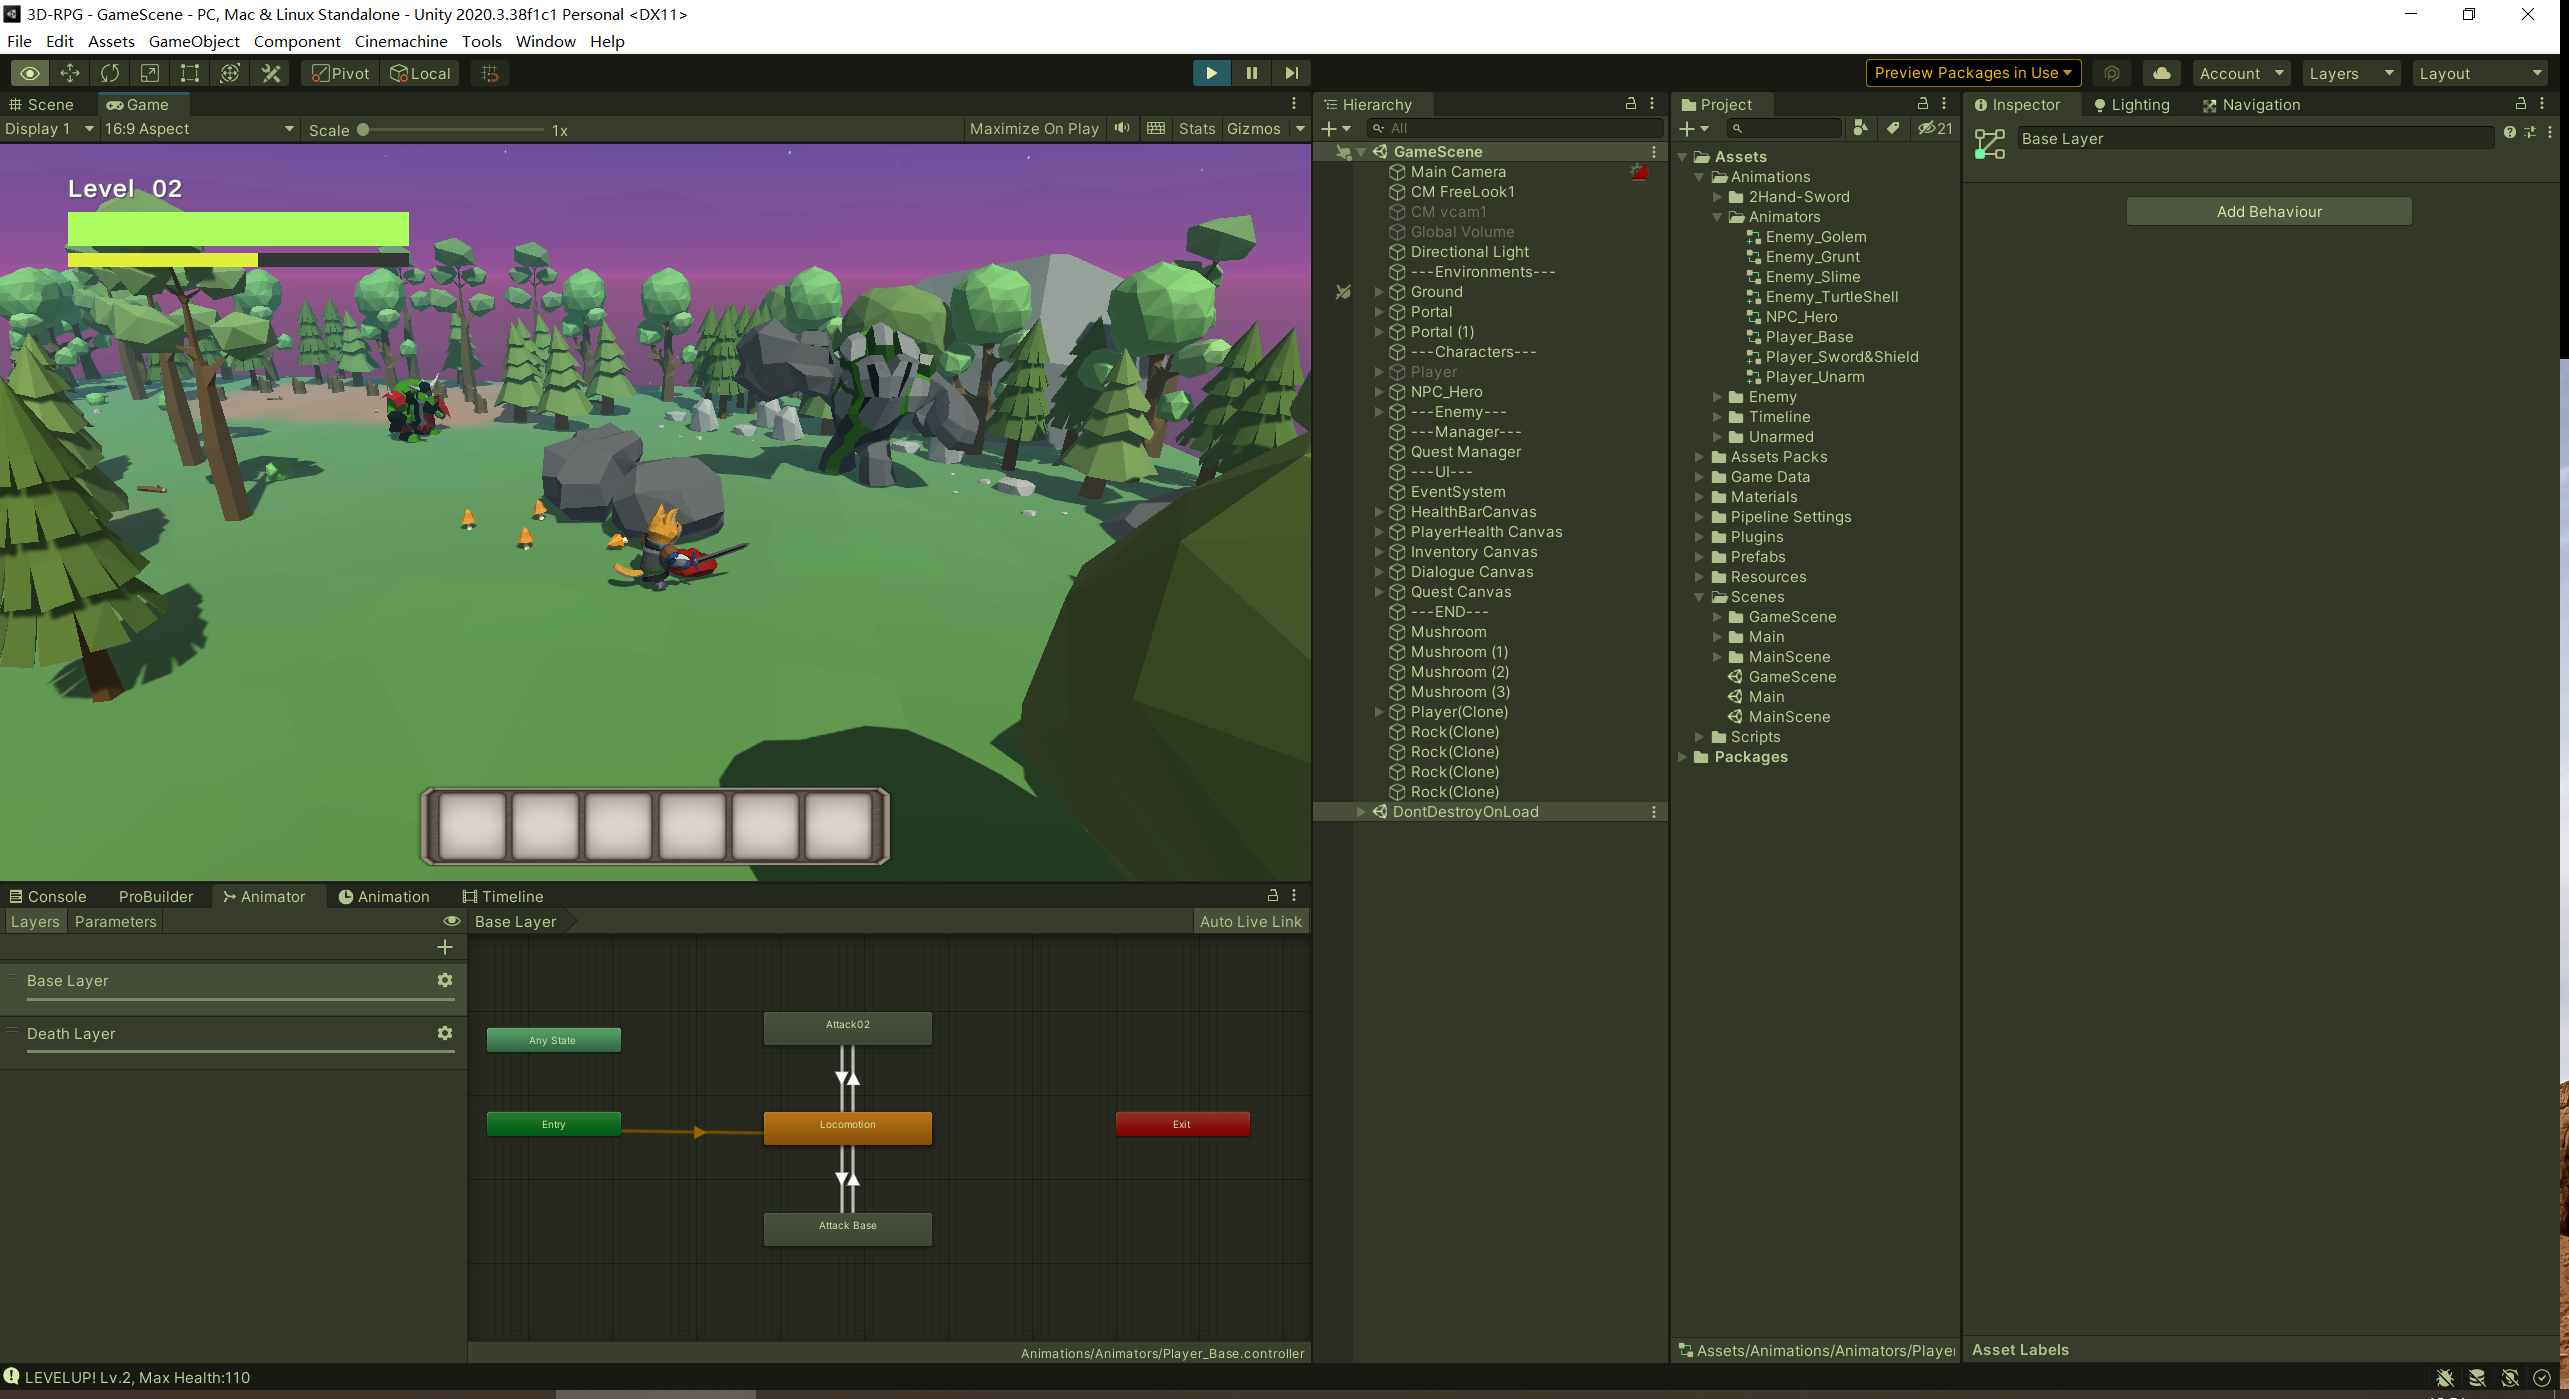 3D-RPG - GameScene - PC, Mac & Linux Standalone - Unity 2020.3.38f1c1 Personal <DX11>
File Edit Assets GameObject Component Cinemachine Tools Window Help
Pivot Local Preview Packages in Use Account Layers Layout
Scene Game
Display 1 16:9 Aspect Scale 1x Maximize On Play Stats Gizmos
Level 02
Hierarchy
All
GameScene
Main Camera
CM FreeLook1
CM vcam1
Global Volume
Directional Light
---Environments---
Ground
Portal
Portal (1)
---Characters---
Player
NPC_Hero
---Enemy---
---Manager---
Quest Manager
---UI---
EventSystem
HealthBarCanvas
PlayerHealth Canvas
Inventory Canvas
Dialogue Canvas
Quest Canvas
---END---
Mushroom
Mushroom (1)
Mushroom (2)
Mushroom (3)
Player(Clone)
Rock(Clone)
Rock(Clone)
Rock(Clone)
Rock(Clone)
DontDestroyOnLoad
Project
21
Assets
Animations
2Hand-Sword
Animators
Enemy_Golem
Enemy_Grunt
Enemy_Slime
Enemy_TurtleShell
NPC_Hero
Player_Base
Player_Sword&Shield
Player_Unarm
Enemy
Timeline
Unarmed
Assets Packs
Game Data
Materials
Pipeline Settings
Plugins
Prefabs
Resources
Scenes
GameScene
Main
MainScene
GameScene
Main
MainScene
Scripts
Packages
Assets/Animations/Animators/Player
Inspector Lighting Navigation
Base Layer
Add Behaviour
Asset Labels
Console ProBuilder Animator Animation Timeline
Layers Parameters Base Layer Auto Live Link
Base Layer
Death Layer
Attack02
Any State
Entry
Locomotion
Exit
Attack Base
Animations/Animators/Player_Base.controller
LEVELUP! Lv.2, Max Health:110